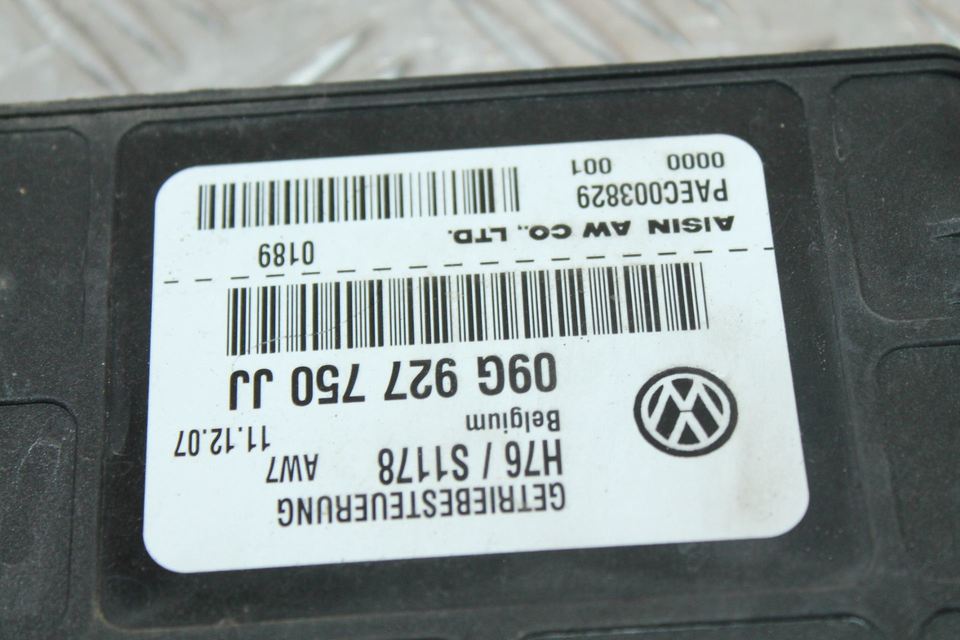 GETRIEBESTEUERUNG
H76 / S1178 AW7
Belgium 11.12.07
09G 927 750 JJ
0189
AISIN AW CO., LTD.
PAEC003829
0000 001